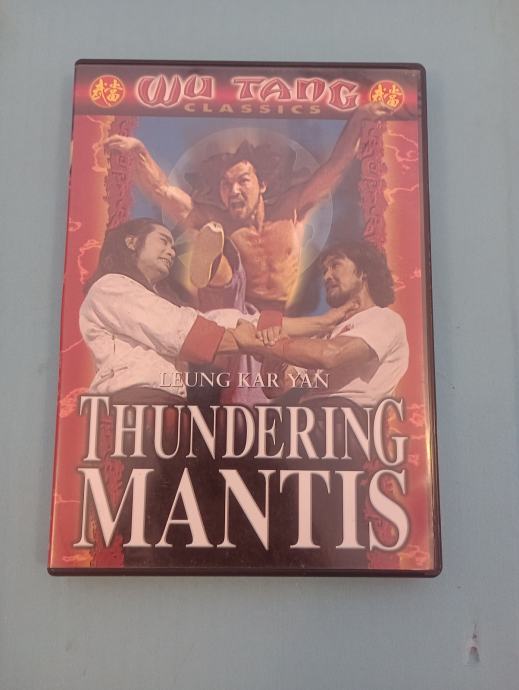 WU TANG
CLASSICS
LEUNG KAR YAN
THUNDERING
MANTIS